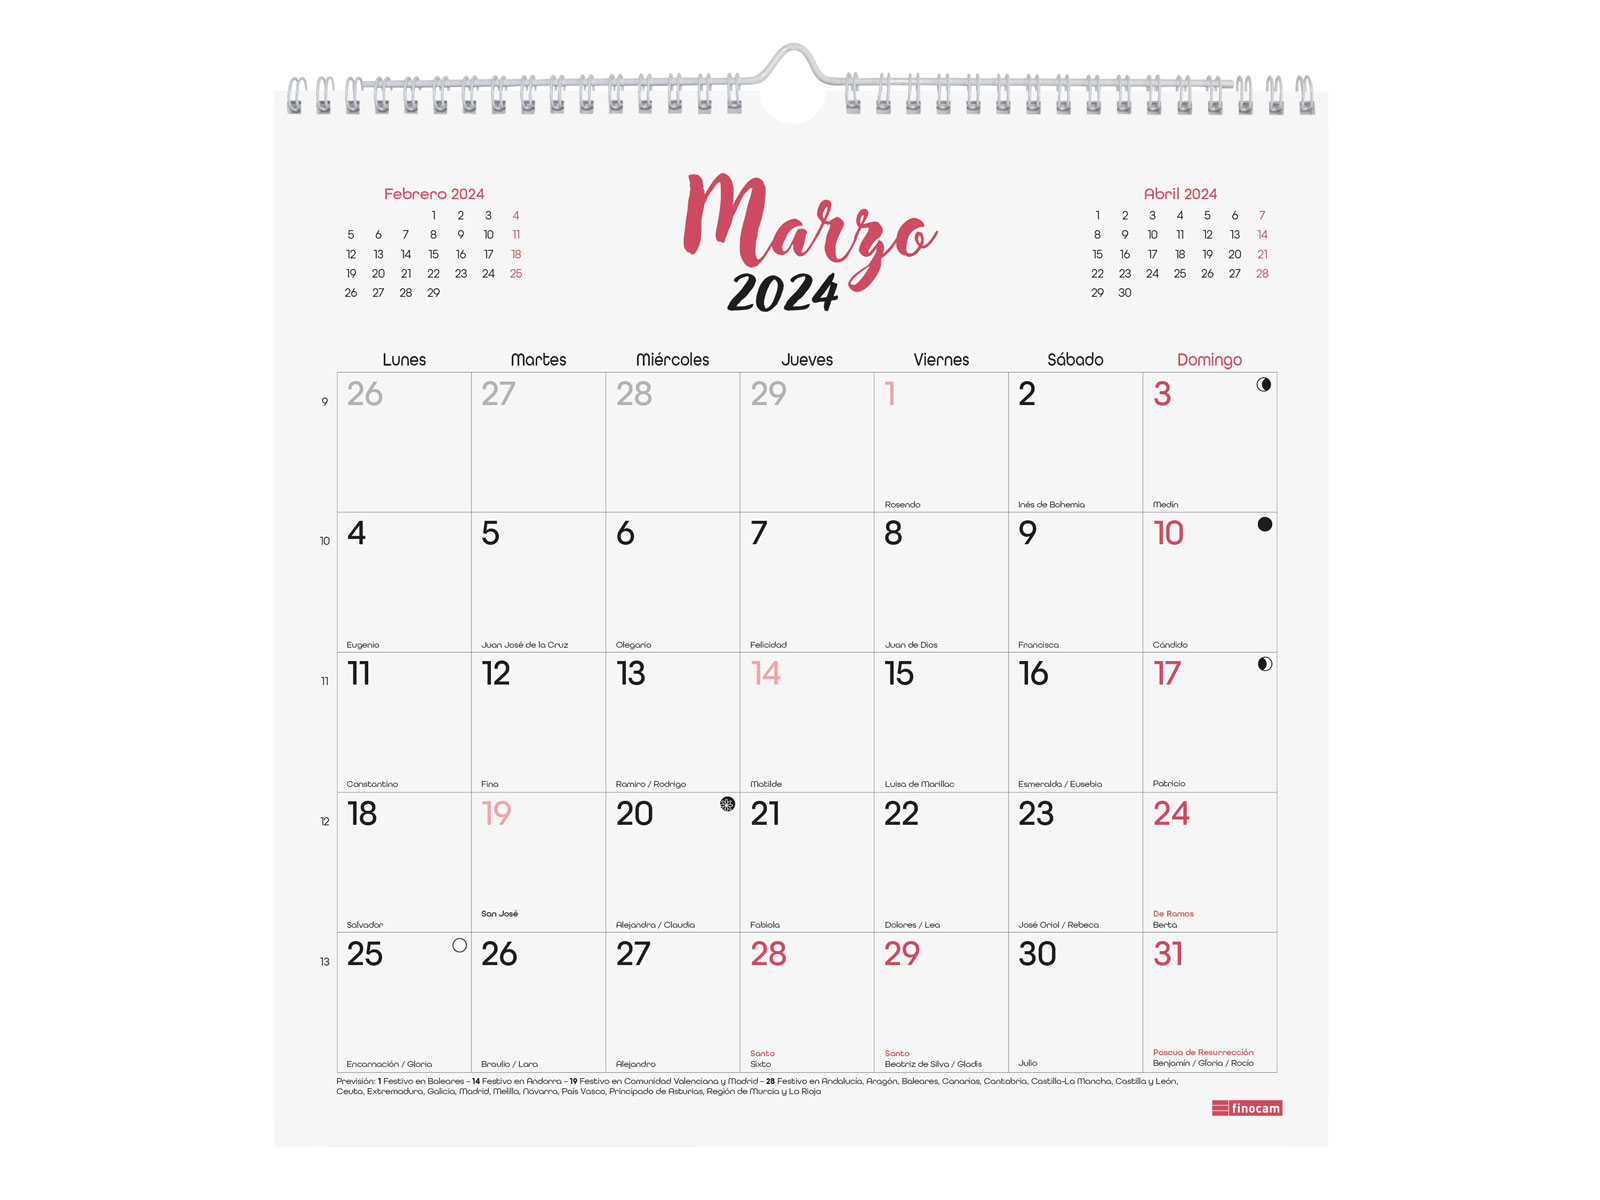 Febrero 2024
1 2 3 4
5 6 7 8 9 10 11
12 13 14 15 16 17 18
19 20 21 22 23 24 25
26 27 28 29
Marzo
2024
Abril 2024
1 2 3 4 5 6 7
8 9 10 11 12 13 14
15 16 17 18 19 20 21
22 23 24 25 26 27 28
29 30
Lunes Martes Miércoles Jueves Viernes Sábado Domingo
9 26 27 28 29 1 2 3
Rosendo Inés de Bohemia Medín
10 4 5 6 7 8 9 10
Eugenio Juan José de la Cruz Olegario Felicidad Juan de Dios Francisca Cándido
11 11 12 13 14 15 16 17
Constantino Fina Ramiro / Rodrigo Matilde Luisa de Marillac Esmeralda / Eusebia Patricio
12 18 19 20 21 22 23 24
San José De Ramos
Salvador Alejandra / Claudia Fabiola Dolores / Lea José Oriol / Rebeca Berta
13 25 26 27 28 29 30 31
Santo Santo Pascua de Resurrección
Encarnación / Gloria Braulio / Lara Alejandro Sixto Beatriz de Silva / Gladis Julio Benjamín / Gloria / Rocío
Previsión: 1 Festivo en Baleares - 14 Festivo en Andorra - 19 Festivo en Comunidad Valenciana y Madrid - 28 Festivo en Andalucía, Aragón, Baleares, Canarias, Cantabria, Castilla-La Mancha, Castilla y León,
Ceuta, Extremadura, Galicia, Madrid, Melilla, Navarra, País Vasco, Principado de Asturias, Región de Murcia y La Rioja
finocam